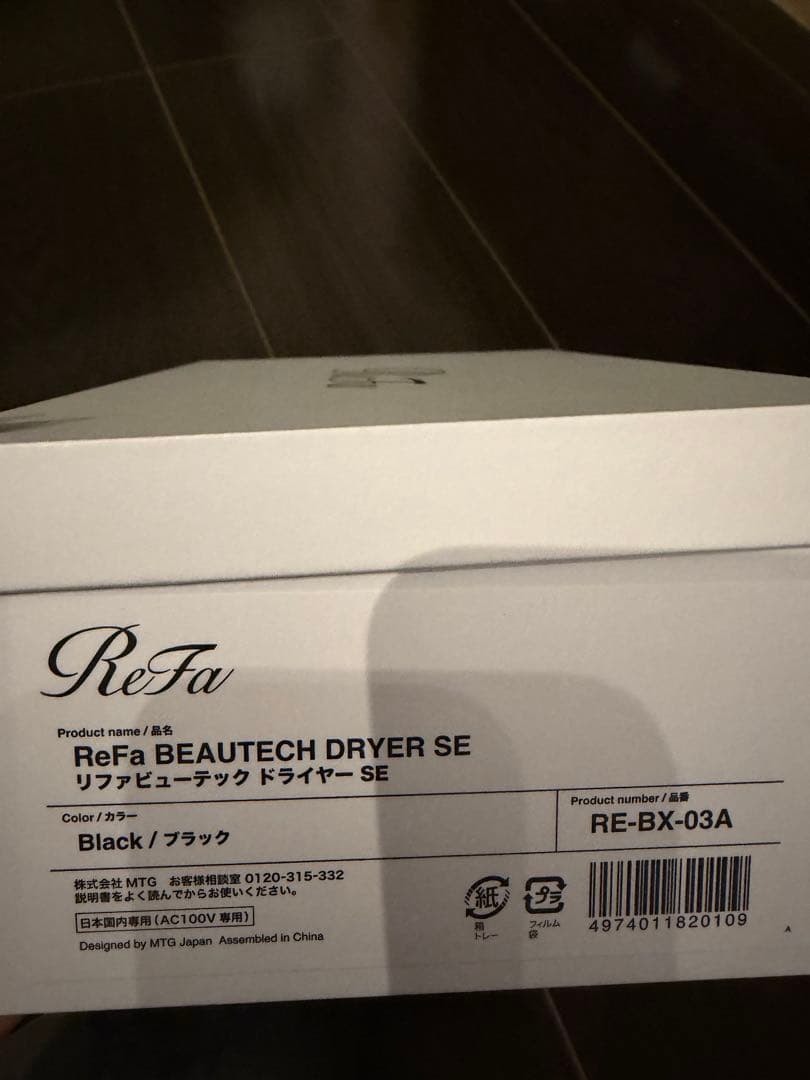 ReFa
Product name / 品名
ReFa BEAUTECH DRYER SE
リファビューテック ドライヤー SE
Color / カラー
Black / ブラック
Product number / 品番
RE-BX-03A
株式会社 MTG お客様相談室 0120-315-332
説明書をよく読んでからお使いください。
日本国内専用(AC100V 専用)
Designed by MTG Japan Assembled in China
紙
箱
トレー
プラ
フィルム
袋
4974011820109
A